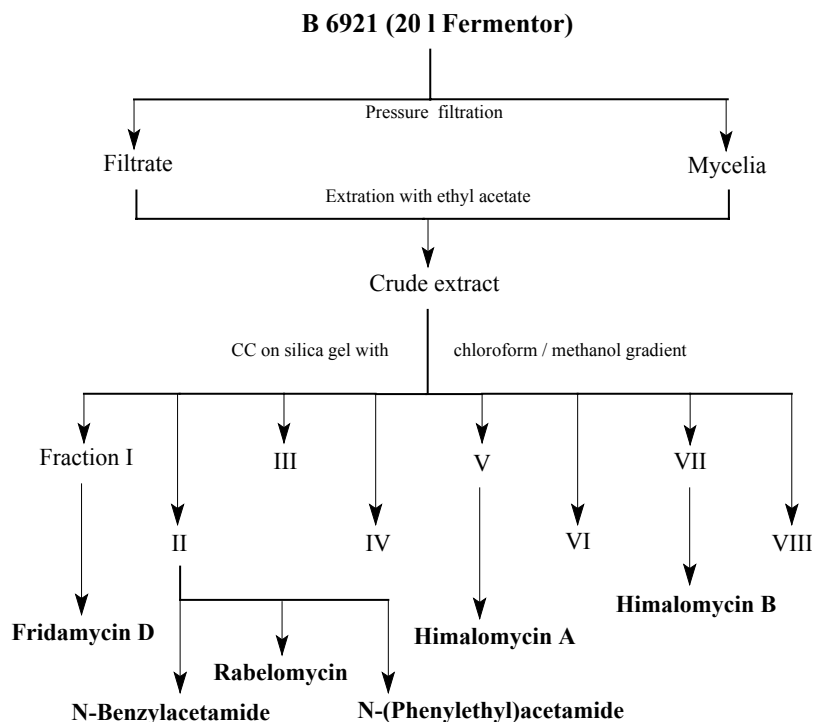 B 6921 (20 l Fermentor)
Pressure filtration
Filtrate
Mycelia
Extration with ethyl acetate
Crude extract
CC on silica gel with
chloroform / methanol gradient
Fraction I
III
V
VII
II
IV
VI
VIII
Fridamycin D
Himalomycin A
Himalomycin B
Rabelomycin
N-Benzylacetamide
N-(Phenylethyl)acetamide